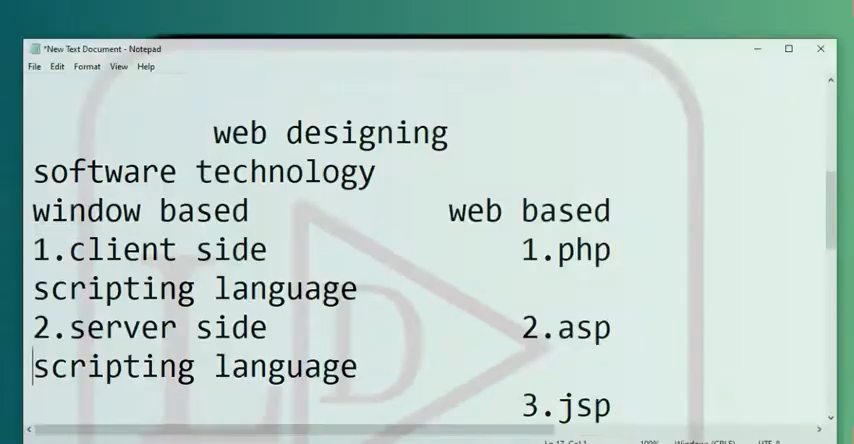 *New Text Document - Notepad
File Edit Format View Help
web designing
software technology
window based web based
1.client side 1.php
scripting language
2.server side 2.asp
scripting language
3.jsp
L D
100%